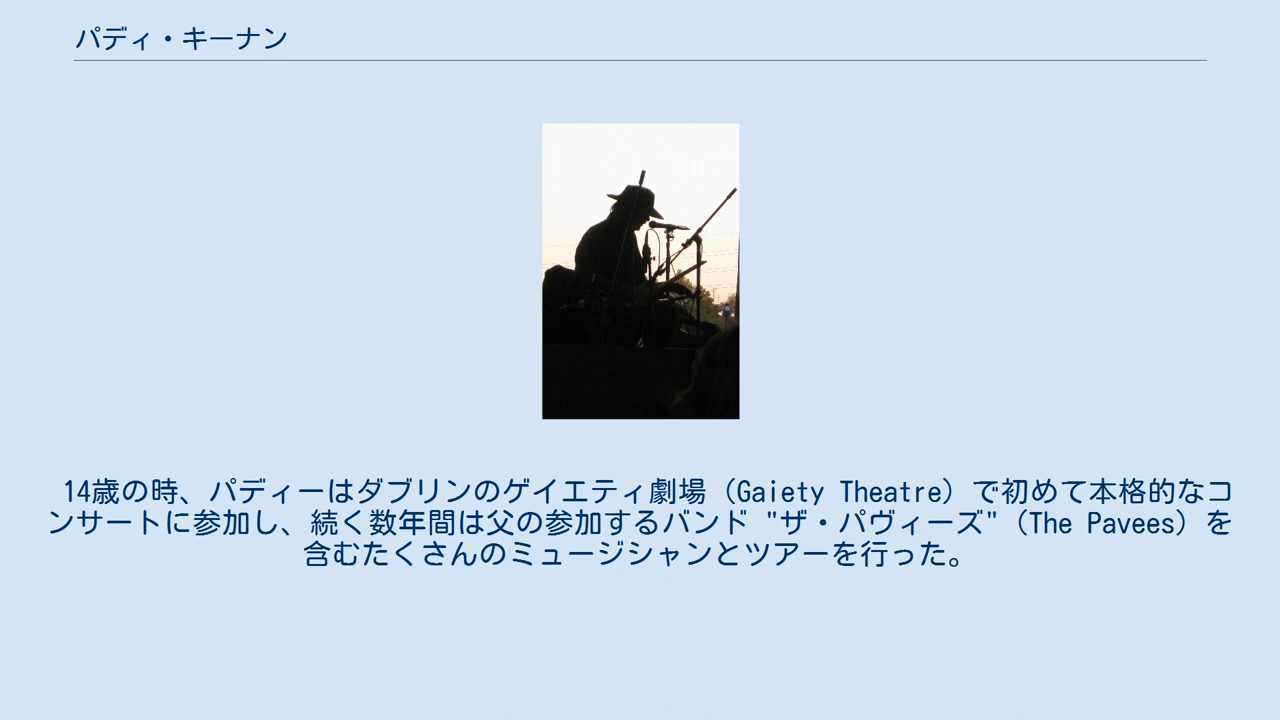 パディ・キーナン
14歳の時、パディーはダブリンのゲイエティ劇場（Gaiety Theatre）で初めて本格的なコ
ンサートに参加し、続く数年間は父の参加するバンド "ザ・パヴィーズ"（The Pavees）を
含むたくさんのミュージシャンとツアーを行った。